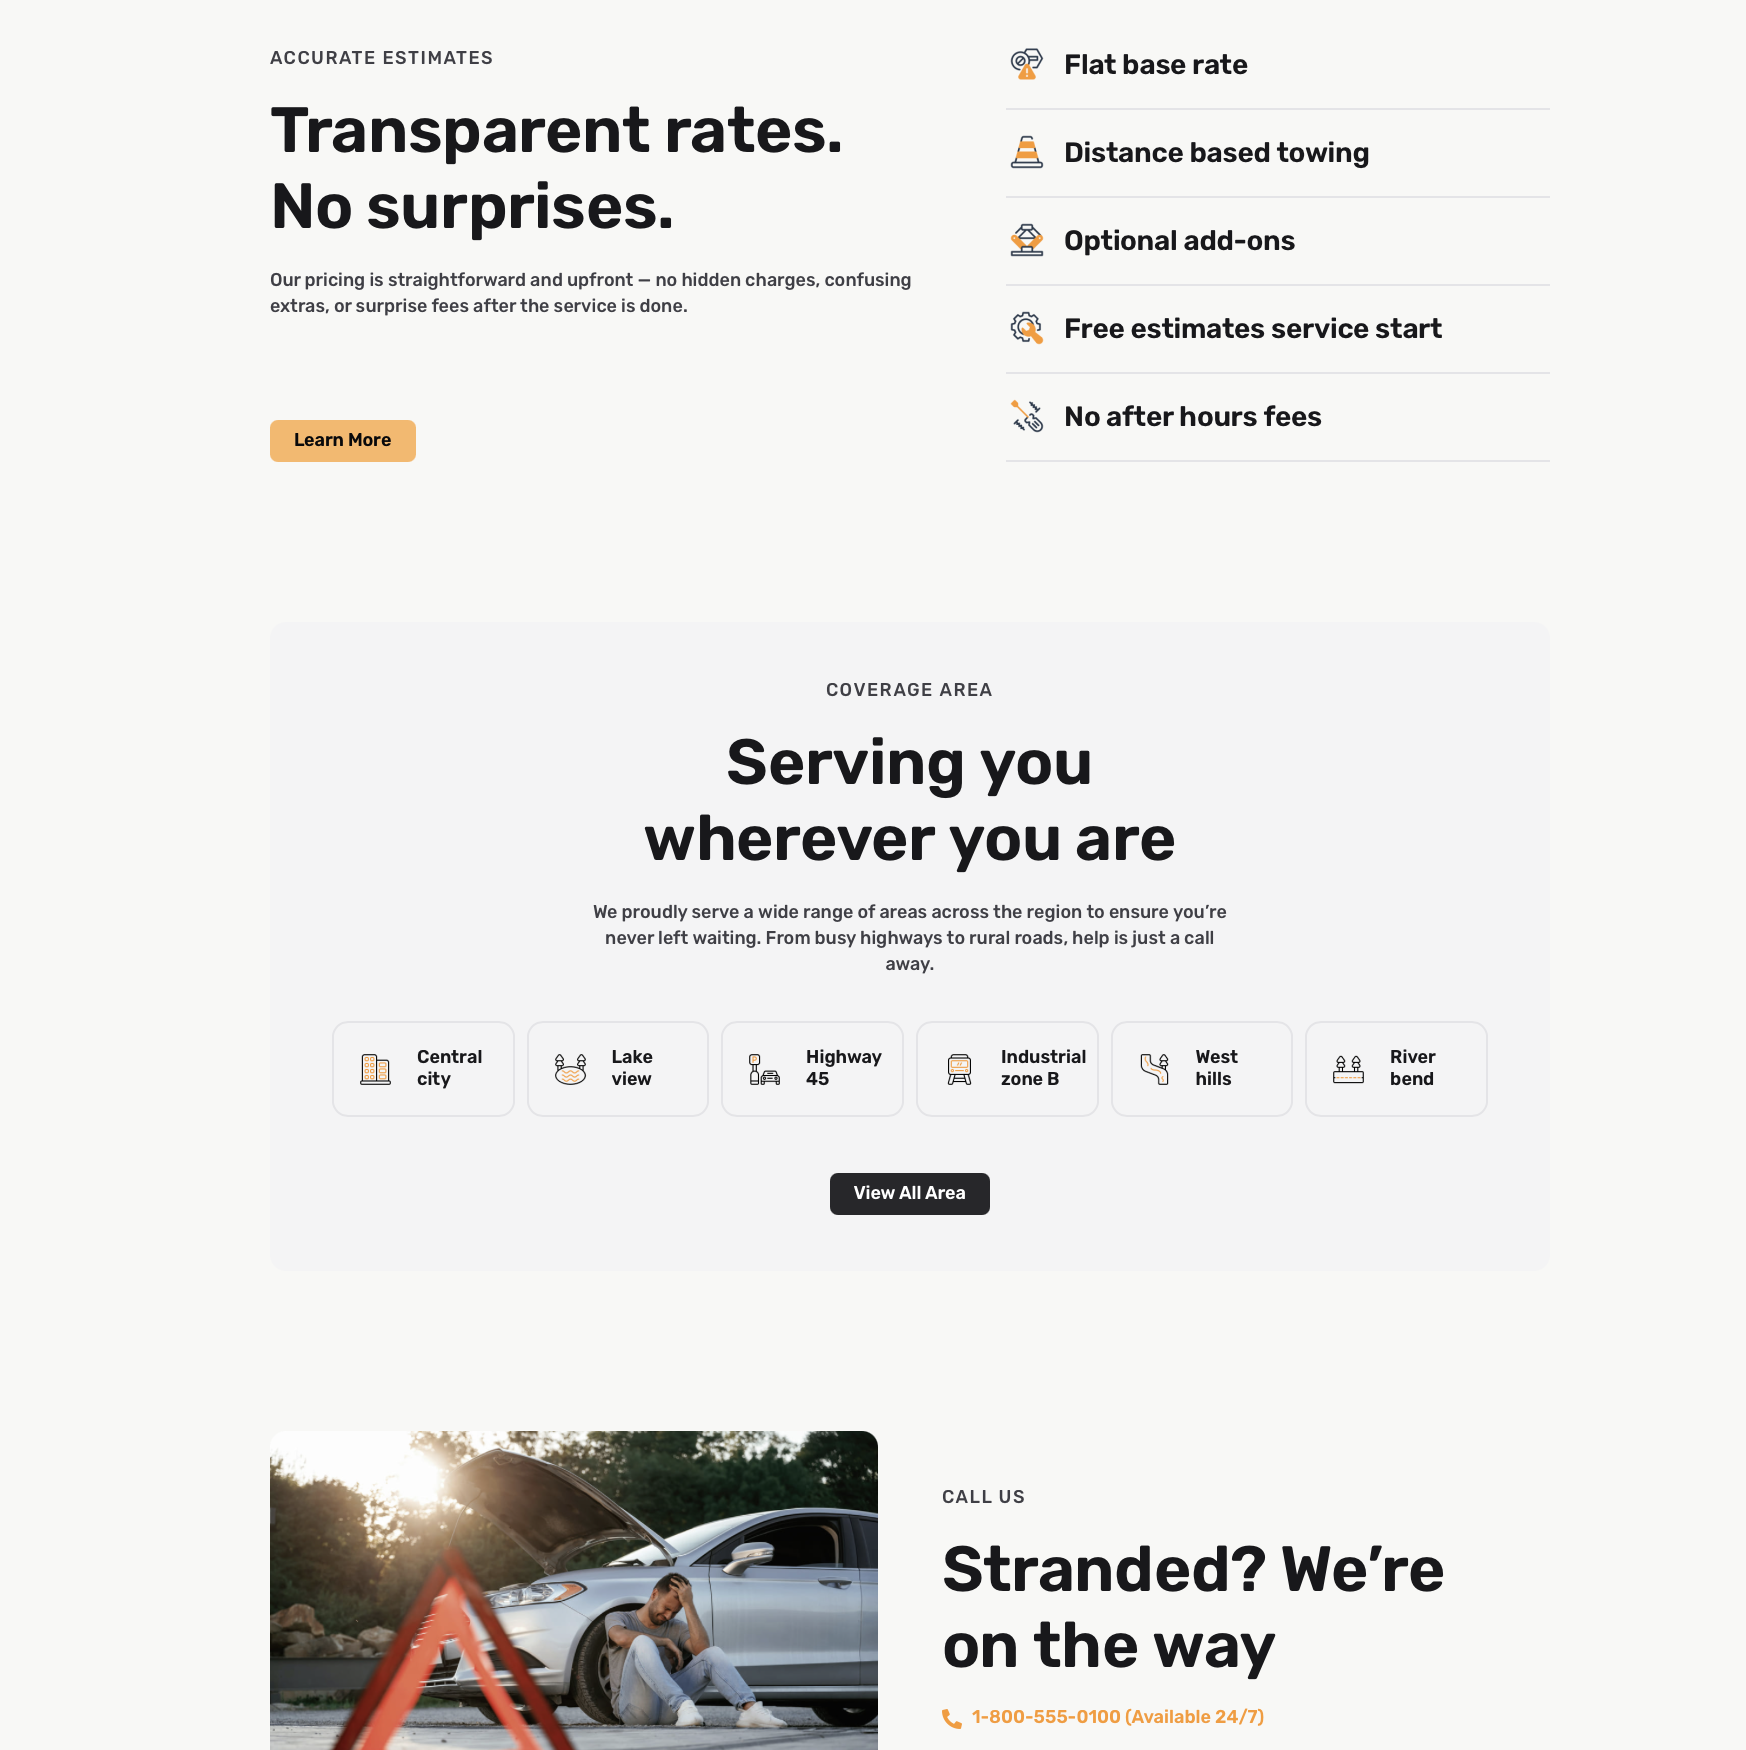 ACCURATE ESTIMATES
Transparent rates.
No surprises.
Our pricing is straightforward and upfront – no hidden charges, confusing
extras, or surprise fees after the service is done.
Learn More
Flat base rate
Distance based towing
Optional add-ons
Free estimates service start
No after hours fees
COVERAGE AREA
Serving you
wherever you are
We proudly serve a wide range of areas across the region to ensure you’re
never left waiting. From busy highways to rural roads, help is just a call
away.
Central
city
Lake
view
Highway
45
Industrial
zone B
West
hills
River
bend
View All Area
CALL US
Stranded? We’re
on the way
1-800-555-0100 (Available 24/7)